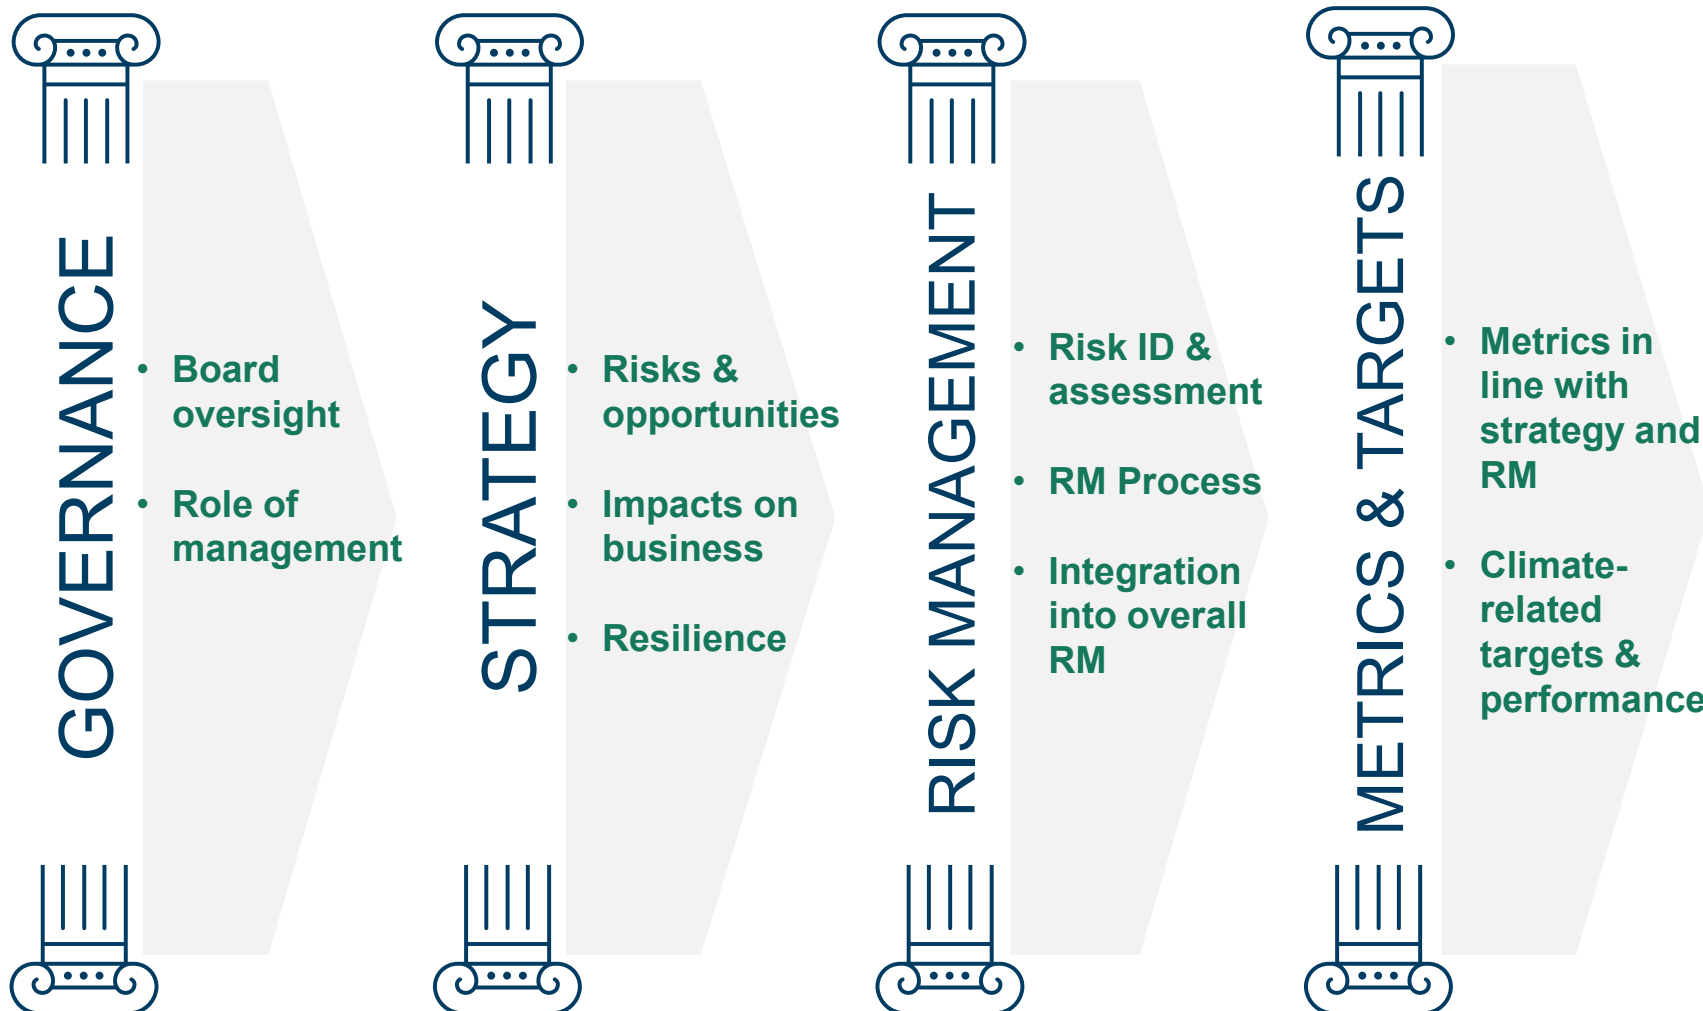 GOVERNANCE
• Board
oversight
• Role of
management
STRATEGY
• Risks &
opportunities
• Impacts on
business
• Resilience
RISK MANAGEMENT
• Risk ID &
assessment
• RM Process
• Integration
into overall
RM
METRICS & TARGETS
• Metrics in
line with
strategy and
RM
• Climate-
related
targets &
performance